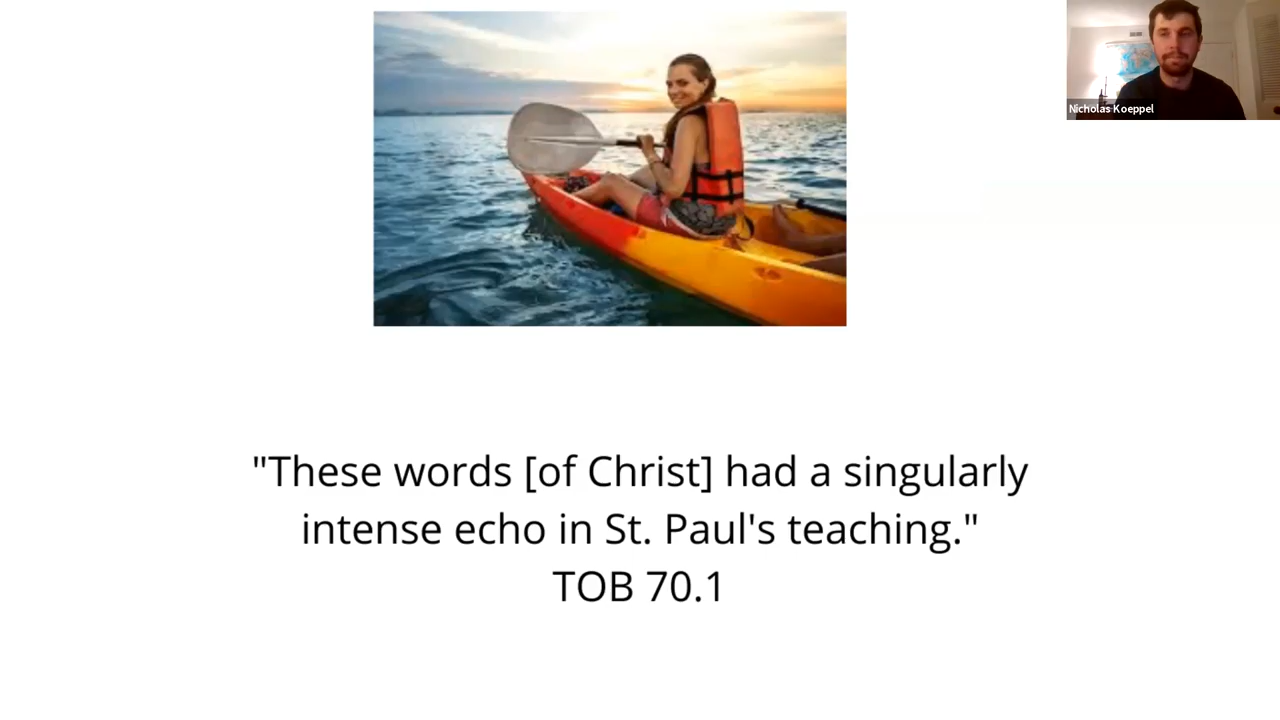 Nicholas Koeppel
"These words [of Christ] had a singularly
intense echo in St. Paul's teaching."
TOB 70.1